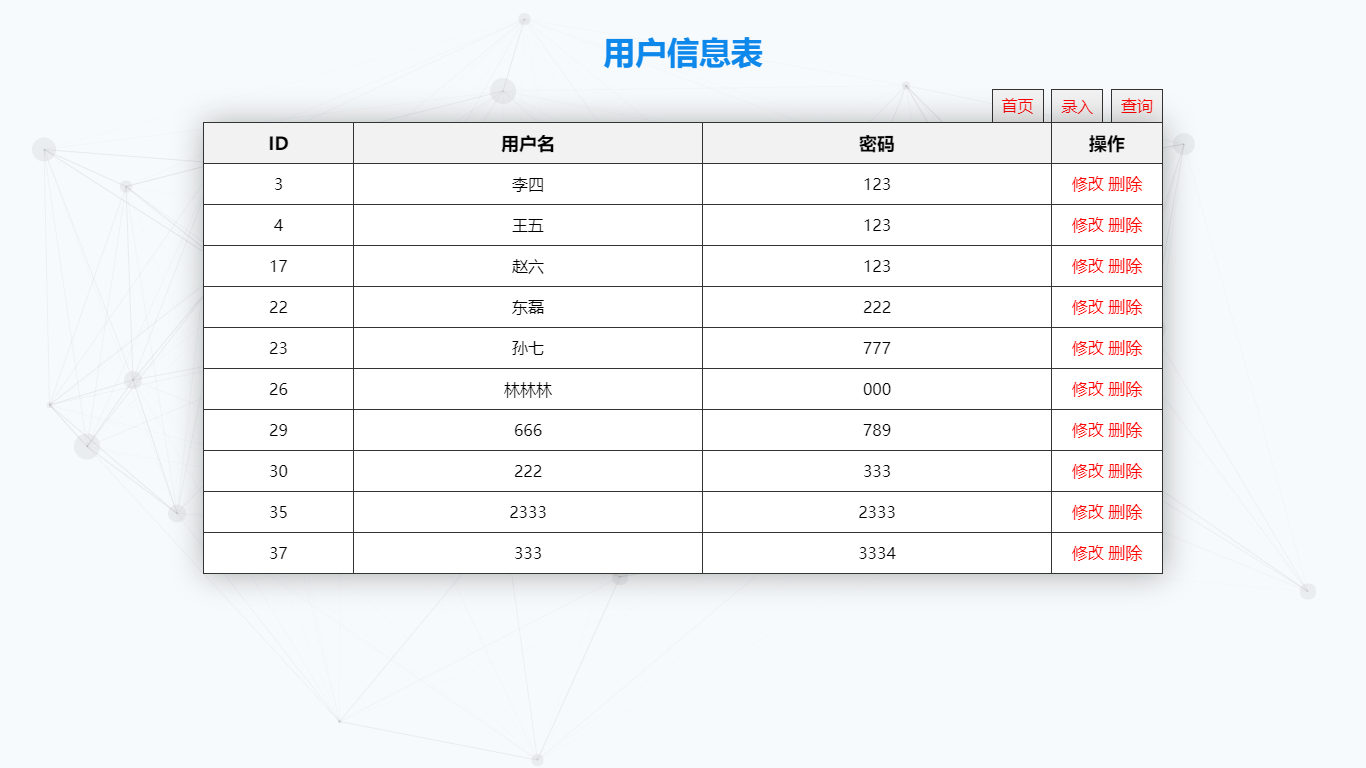 用户信息表
首页 录入 查询
ID 用户名 密码 操作
3 李四 123 修改 删除
4 王五 123 修改 删除
17 赵六 123 修改 删除
22 东磊 222 修改 删除
23 孙七 777 修改 删除
26 林林林 000 修改 删除
29 666 789 修改 删除
30 222 333 修改 删除
35 2333 2333 修改 删除
37 333 3334 修改 删除